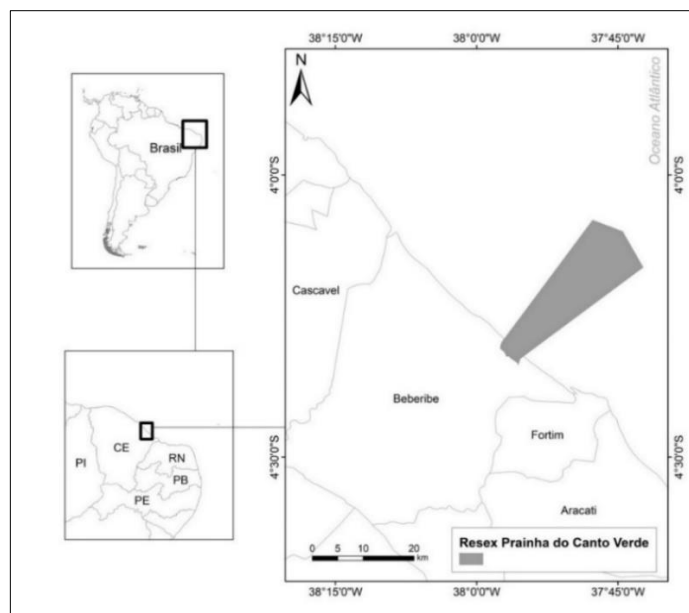 38°15'0"W 38°0'0"W 37°45'0"W
N
Oceano Atlântico
Brasil
4°0'0"S 4°0'0"S
Cascavel
Beberibe
Fortim
CE
RN
PI
PB
PE
4°30'0"S 4°30'0"S
Aracati
Resex Prainha do Canto Verde
0 5 10 20
km
38°15'0"W 38°0'0"W 37°45'0"W